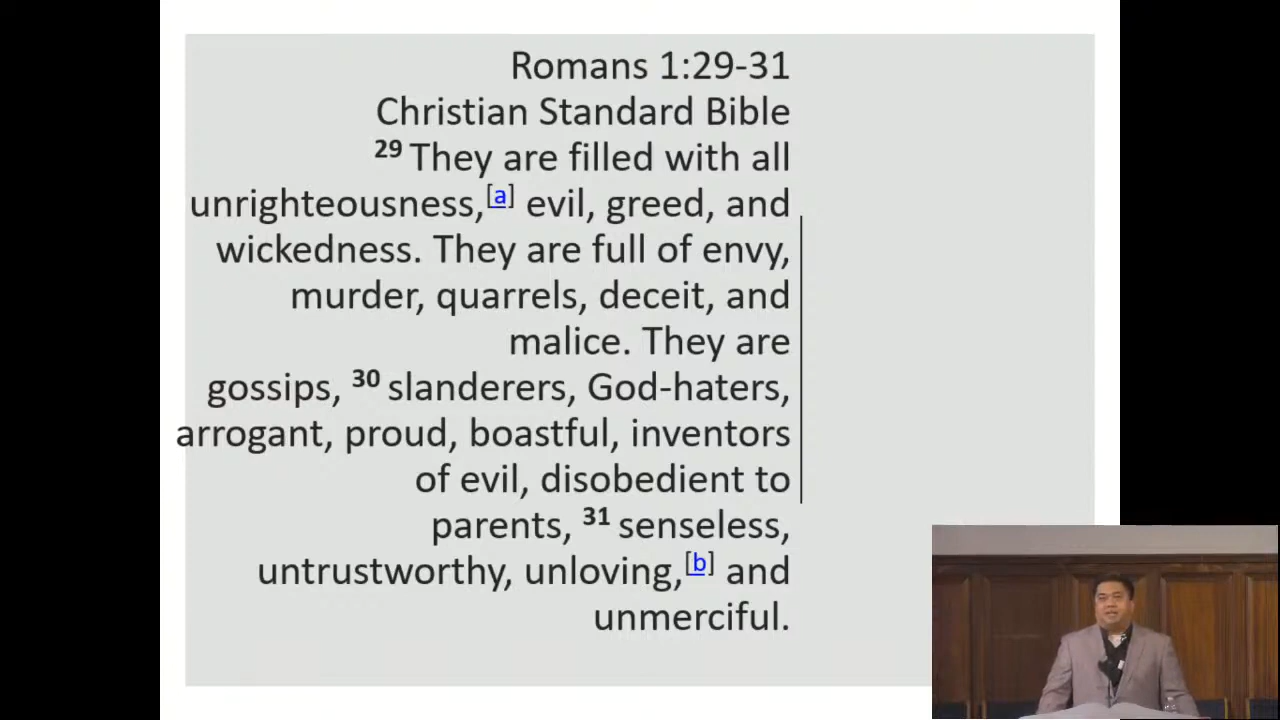 Romans 1:29-31
Christian Standard Bible
29 They are filled with all
unrighteousness,[a] evil, greed, and
wickedness. They are full of envy,
murder, quarrels, deceit, and
malice. They are
gossips, 30 slanderers, God-haters,
arrogant, proud, boastful, inventors
of evil, disobedient to
parents, 31 senseless,
untrustworthy, unloving,[b] and
unmerciful.